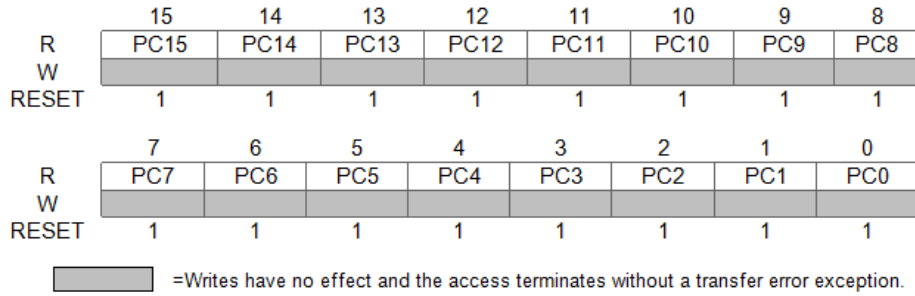 15 14 13 12 11 10 9 8
R PC15 PC14 PC13 PC12 PC11 PC10 PC9 PC8
W
RESET 1 1 1 1 1 1 1 1
7 6 5 4 3 2 1 0
R PC7 PC6 PC5 PC4 PC3 PC2 PC1 PC0
W
RESET 1 1 1 1 1 1 1 1
=Writes have no effect and the access terminates without a transfer error exception.